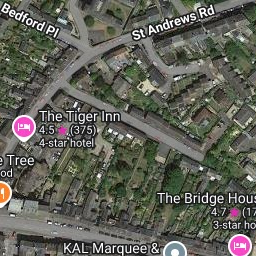 Bedford Pl
St Andrews Rd
The Tiger Inn
4.5 (375)
4-star hotel
e Tree
od
The Bridge Hous
4.7 (17
3-star ho
KAL Marquee &